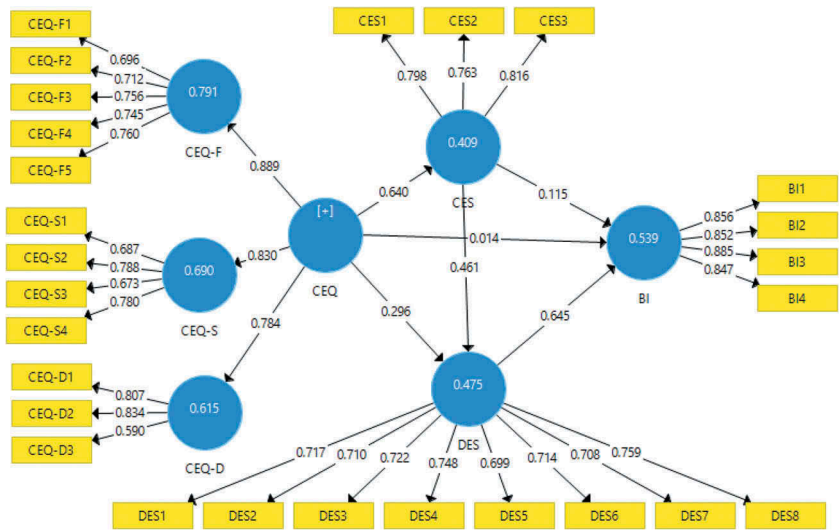 CEQ-F1
CEQ-F2
CEQ-F3
CEQ-F4
CEQ-F5
0.696
0.712
0.756
0.745
0.760
0.791
CEQ-F
0.889
CES1
CES2
CES3
0.798
0.763
0.816
0.409
CES
0.640
0.115
[+]
CEQ
0.014
0.461
0.830
0.784
0.296
CEQ-S1
CEQ-S2
CEQ-S3
CEQ-S4
0.687
0.788
0.673
0.780
0.690
CEQ-S
BI1
BI2
BI3
BI4
0.856
0.852
0.885
0.847
0.539
BI
0.645
CEQ-D1
CEQ-D2
CEQ-D3
0.807
0.834
0.590
0.615
CEQ-D
0.475
DES
0.717
0.710
0.722
0.748
0.699
0.714
0.708
0.759
DES1
DES2
DES3
DES4
DES5
DES6
DES7
DES8